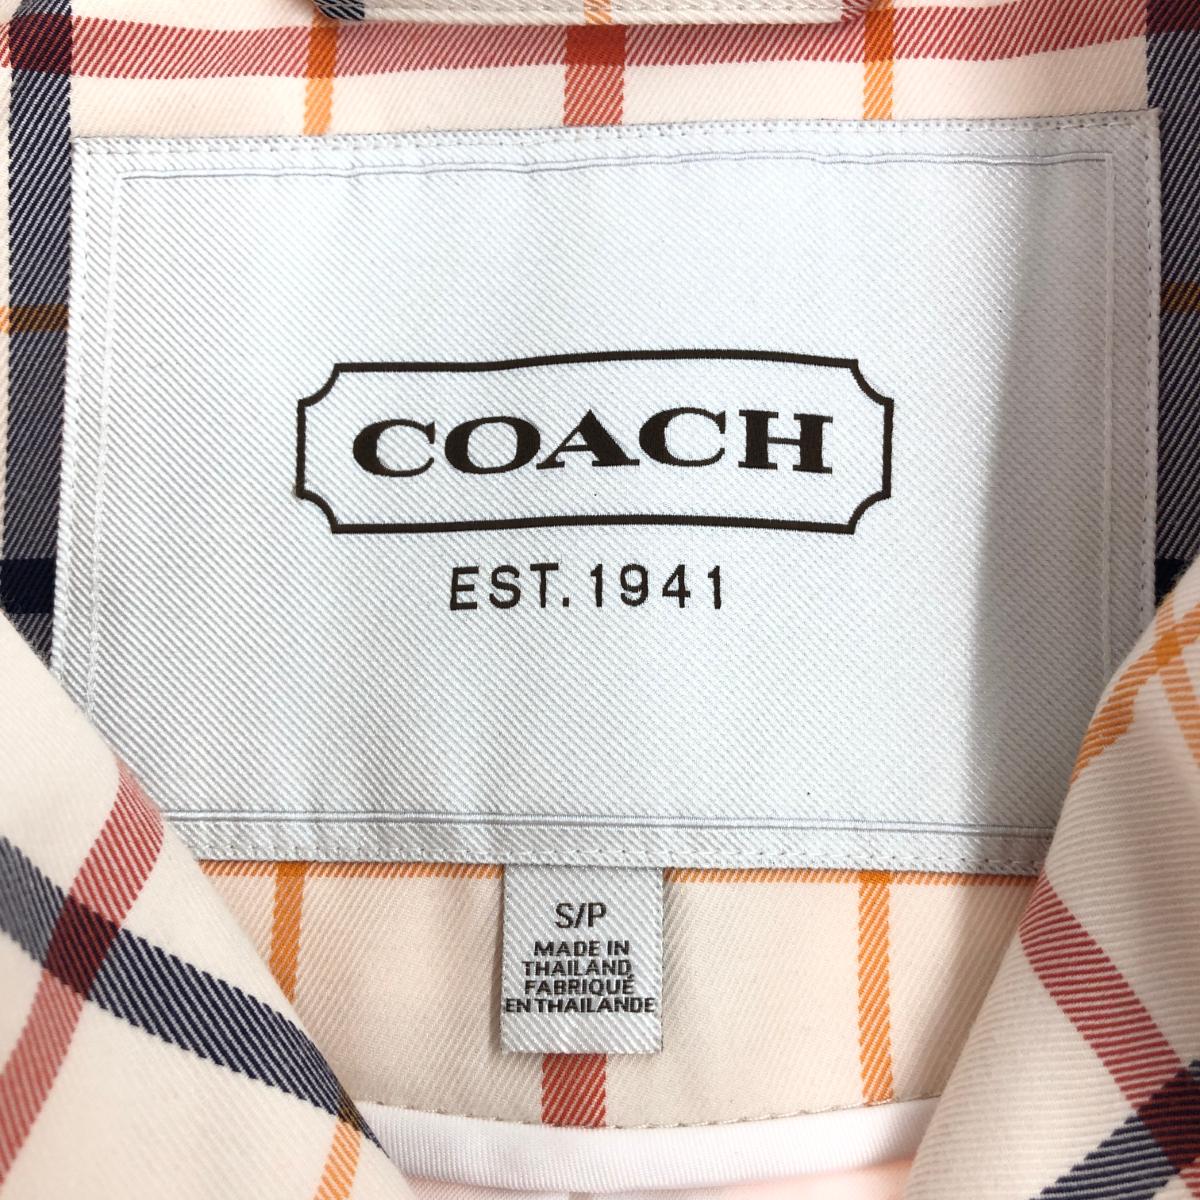 COACH
EST. 1941
S/P
MADE IN
THAILAND
FABRIQUÉ
EN THAILANDE